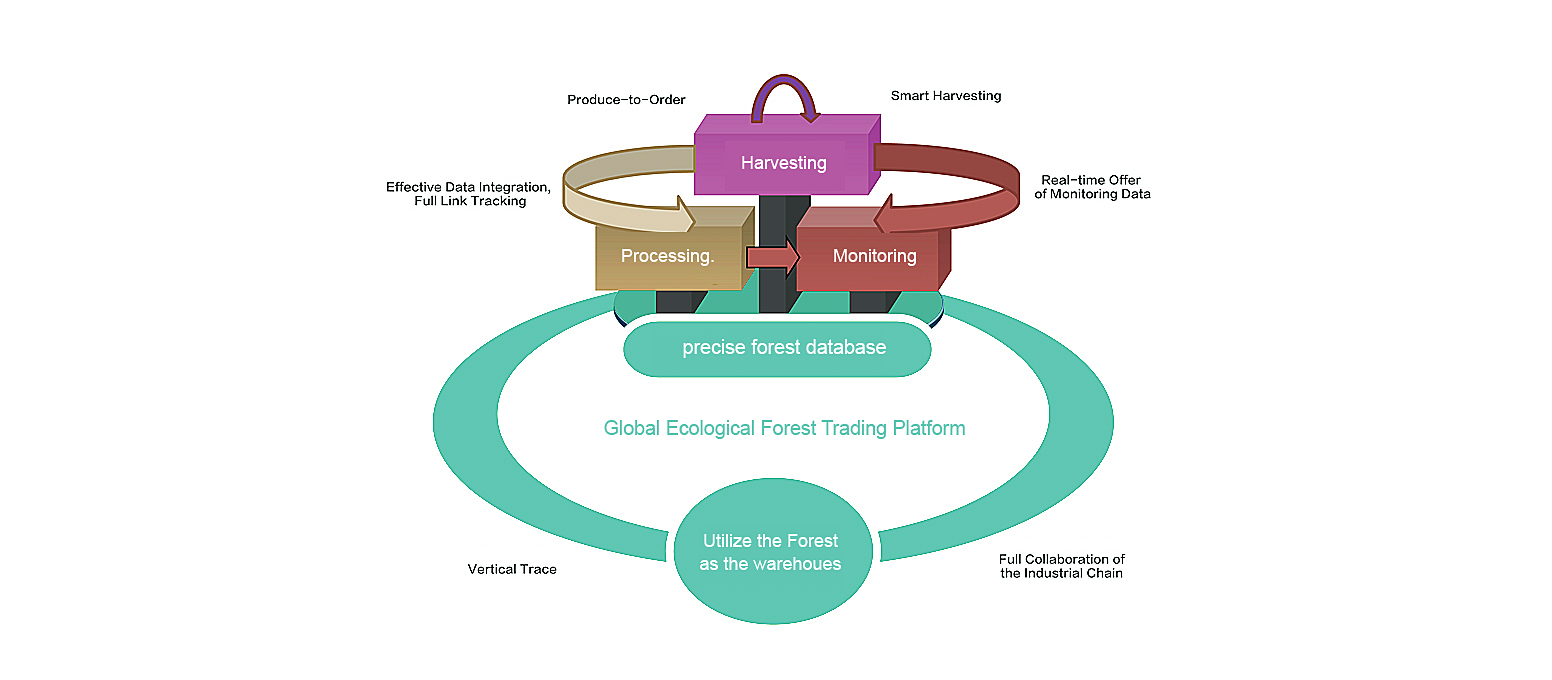 Produce-to-Order
Smart Harvesting
Harvesting
Effective Data Integration,
Full Link Tracking
Real-time Offer
of Monitoring Data
Processing.
Monitoring
precise forest database
Global Ecological Forest Trading Platform
Utilize the Forest
as the warehoues
Vertical Trace
Full Collaboration of
the Industrial Chain